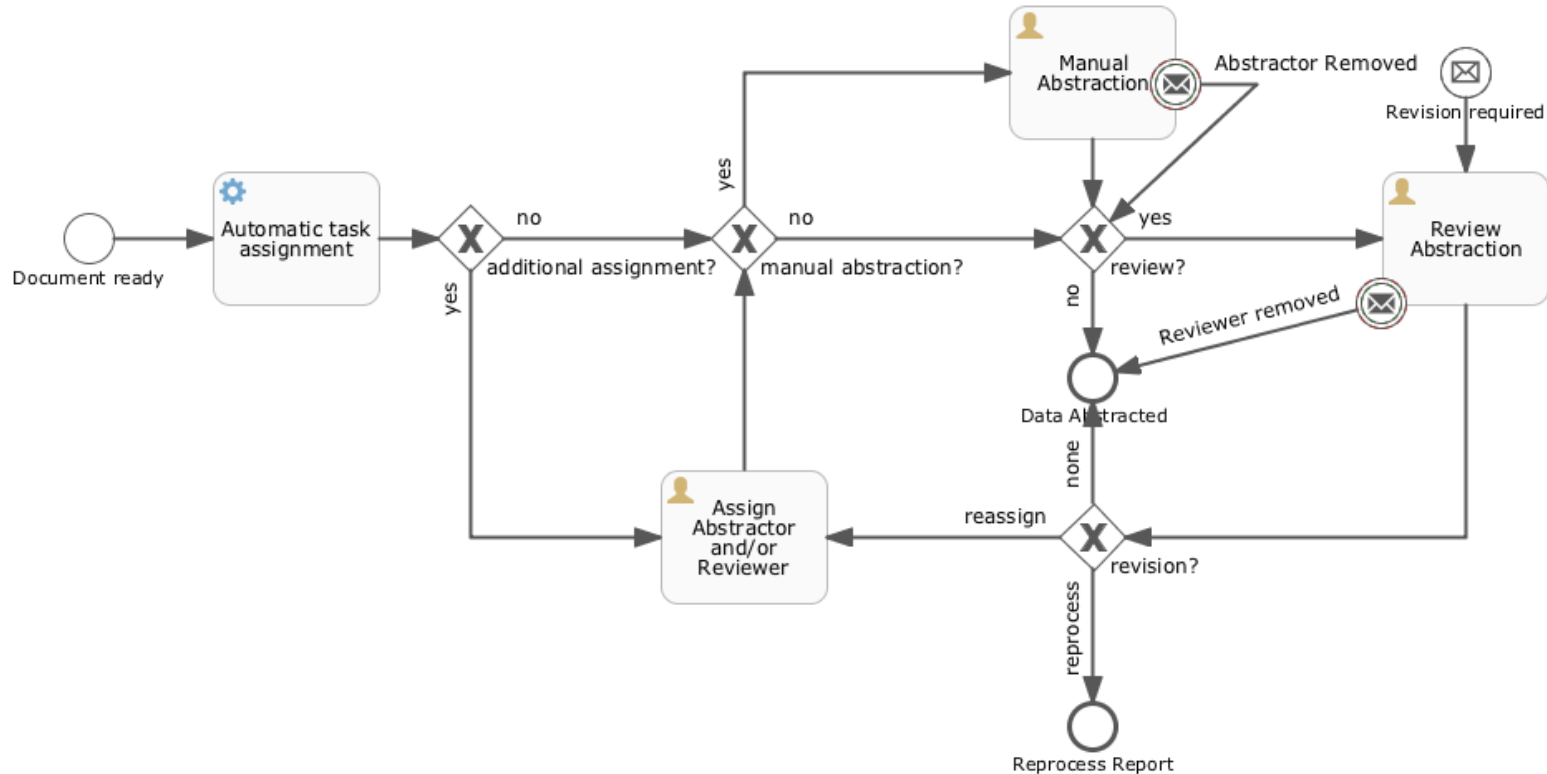 Manual
Abstraction
Abstractor Removed
Revision required
yes
Automatic task
assignment
no
no
yes
Review
Abstraction
Document ready
additional assignment?
manual abstraction?
review?
yes
no
Reviewer removed
Data Abstracted
none
Assign
Abstractor
and/or
Reviewer
reassign
revision?
reprocess
Reprocess Report